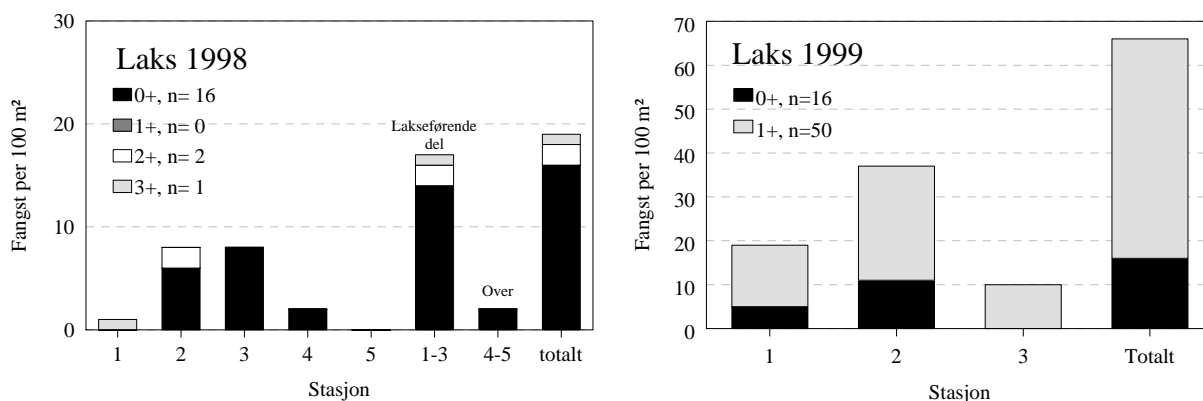 Laks 1998
0+, n= 16
1+, n= 0
2+, n= 2
3+, n= 1
Lakseførende
del
Over
30
20
10
0
Fangst per 100 m²
1 2 3 4 5 1-3 4-5 totalt
Stasjon
Laks 1999
0+, n=16
1+, n=50
70
60
50
40
30
20
10
0
Fangst per 100 m²
1 2 3 Totalt
Stasjon